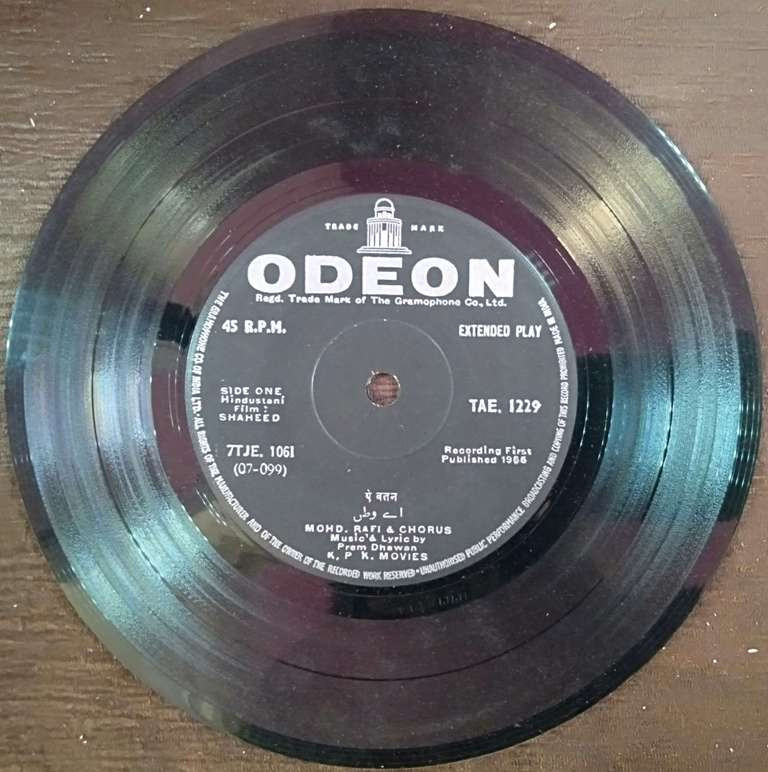 TRADE MARK
ODEON
Regd. Trade Mark of The Gramophone Co., Ltd.
45 R.P.M.
EXTENDED PLAY
SIDE ONE
Hindustani
Film :
SHAHEED
TAE. 1229
7TJE. 1061
(07-099)
Recording First
Published 1966
ऐ वतन
اے وطن
MOHD. RAFI & CHORUS
Music & Lyric by
Prem Dhawan
K. P K. MOVIES
THE GRAMOPHONE CO. OF INDIA LTD.-ALL RIGHTS OF THE MANUFACTURER AND OF THE OWNER OF THE RECORDED WORK RESERVED•UNAUTHORISED PUBLIC PERFORMANCE, BROADCASTING AND COPYING OF THIS RECORD PROHIBITED MADE IN INDIA